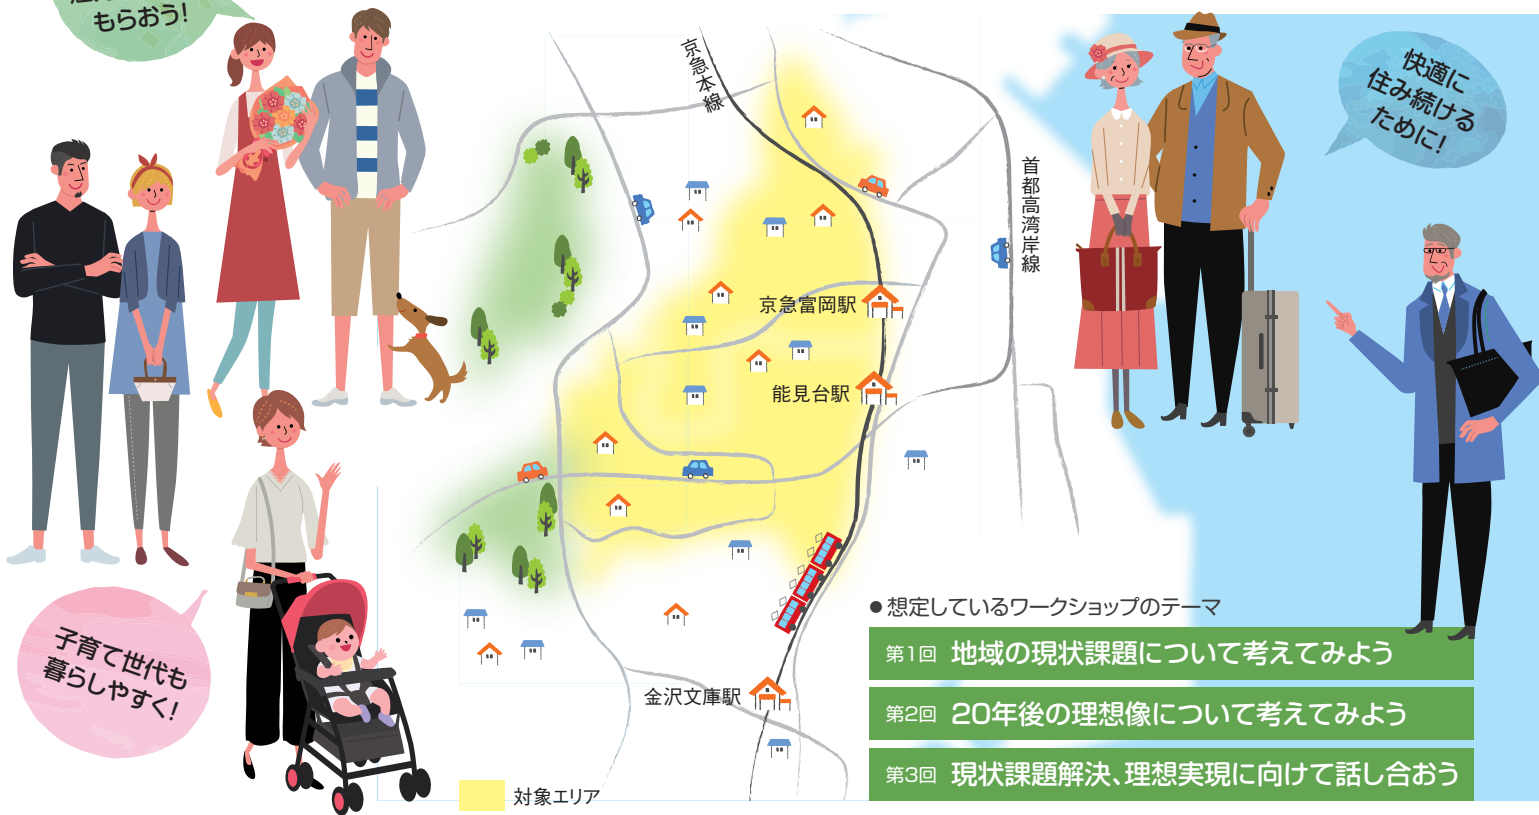 もらおう!
京急本線
首都高湾岸線
快適に
住み続ける
ために!
京急富岡駅
能見台駅
子育て世代も
暮らしやすく!
金沢文庫駅
対象エリア
●想定しているワークショップのテーマ
第1回 地域の現状課題について考えてみよう
第2回 20年後の理想像について考えてみよう
第3回 現状課題解決、理想実現に向けて話し合おう